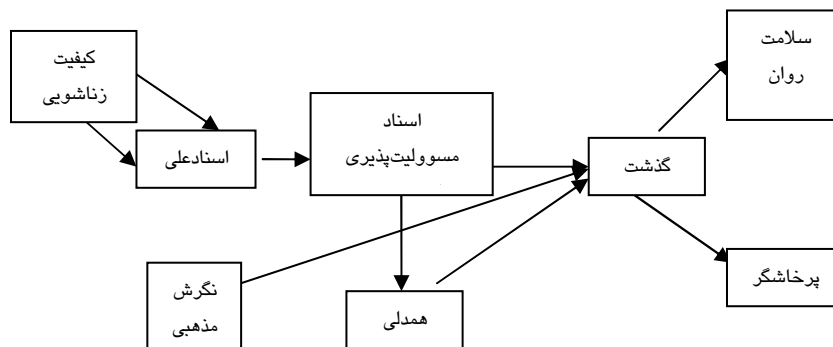 کیفیت
زناشویی
اسنادعلی
اسناد
مسوولیت‌پذیری
گذشت
سلامت
روان
پرخاشگر
نگرش
مذهبی
همدلی